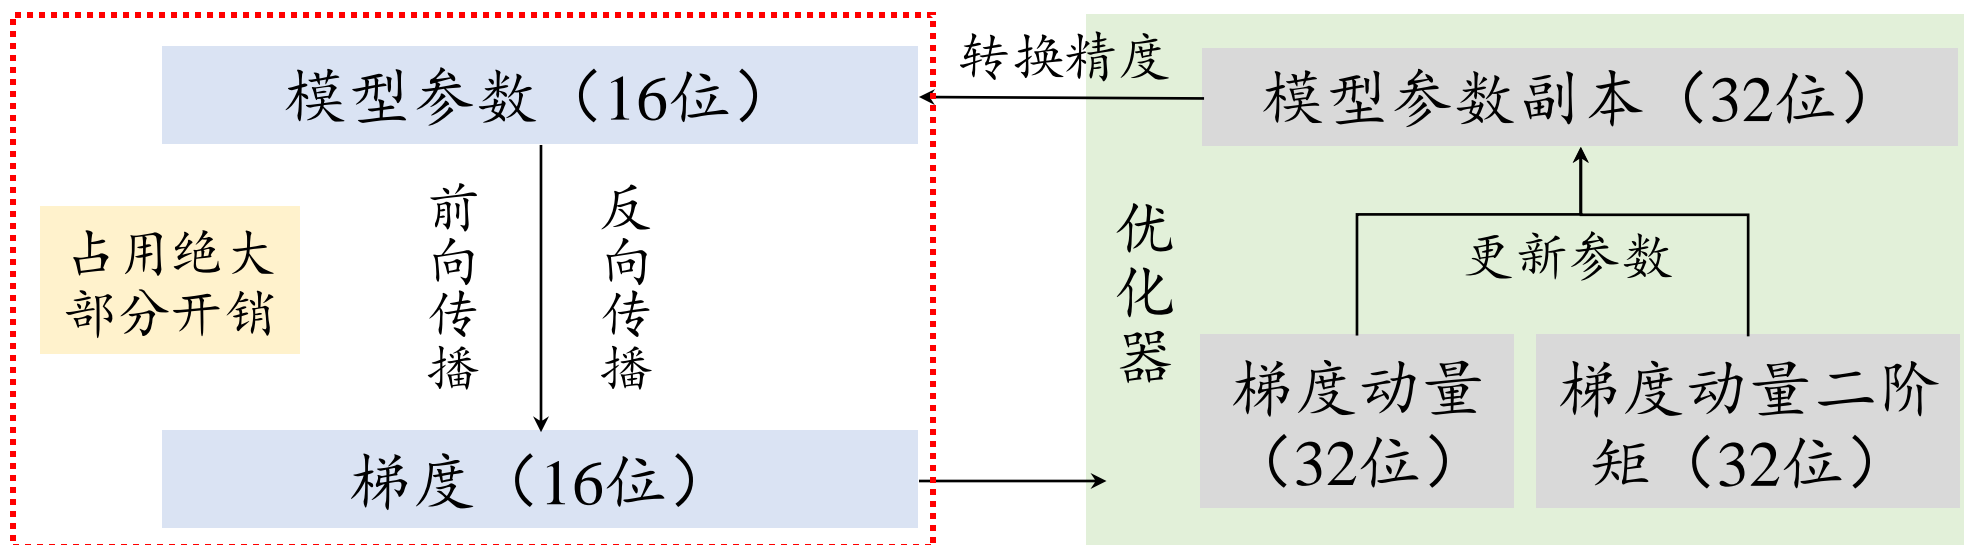 模型参数（16位）
转换精度
模型参数副本（32位）
占用绝大
部分开销
前向传播
反向传播
优化器
更新参数
梯度（16位）
梯度动量
（32位）
梯度动量二阶
矩（32位）